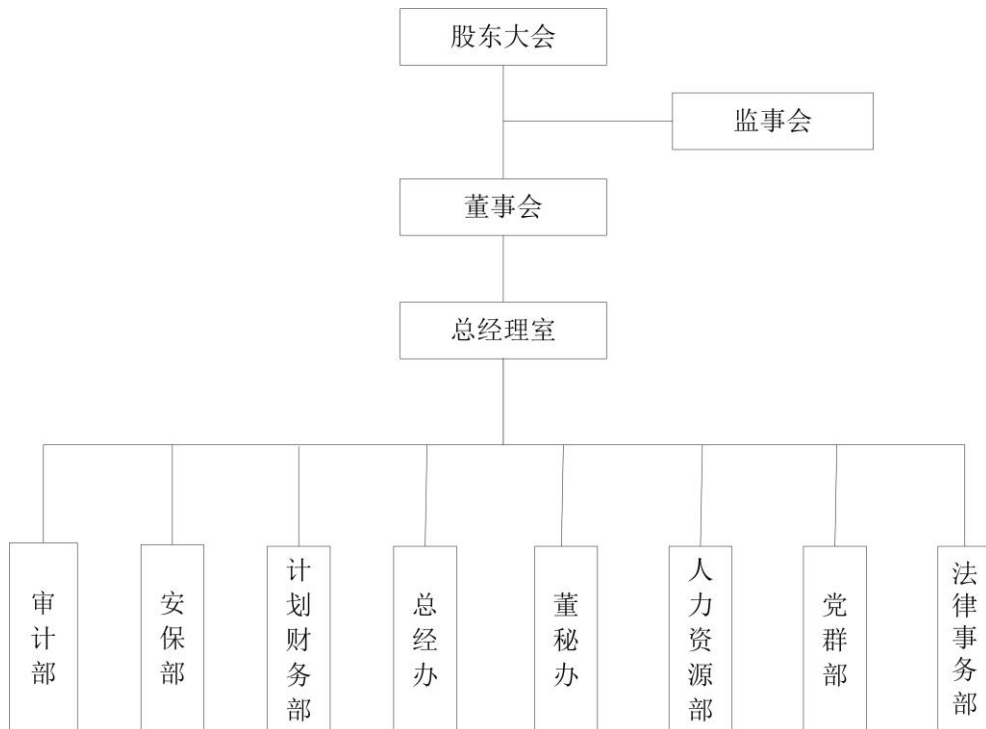 股东大会
监事会
董事会
总经理室
审计部
安保部
计划财务部
总经办
董秘办
人力资源部
党群部
法律事务部